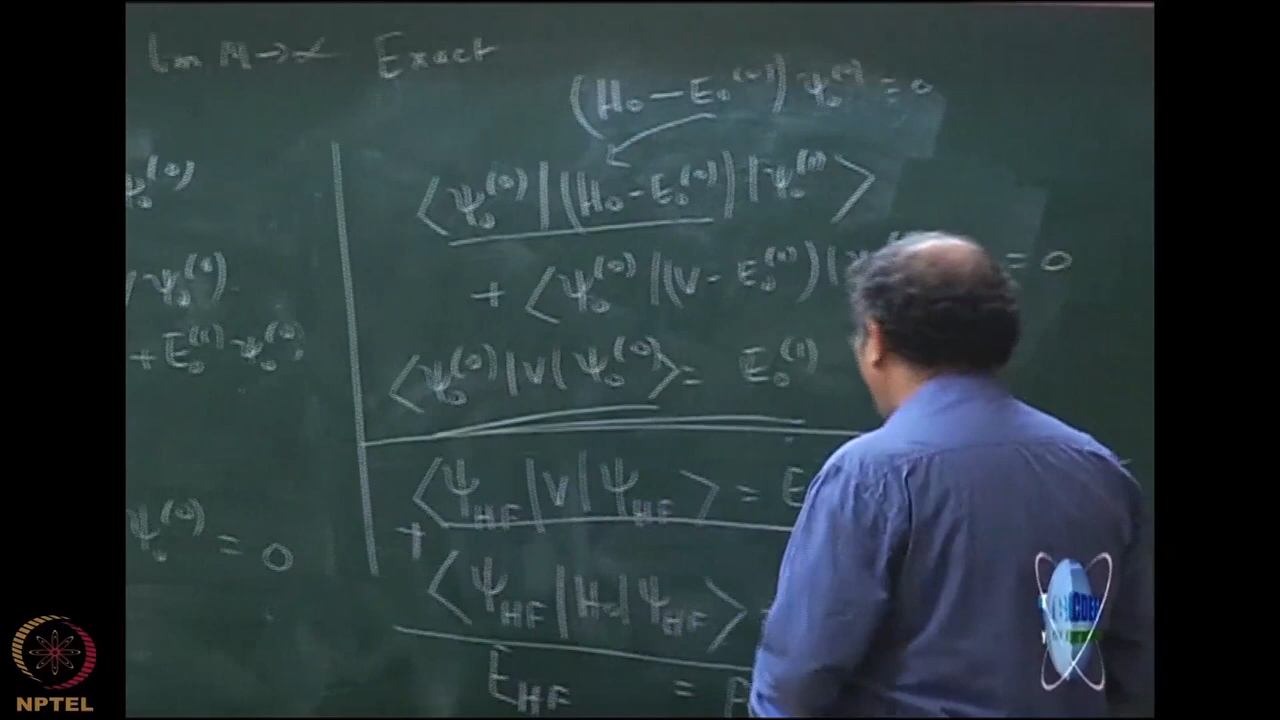 lm M → ∝ Exact
(H₀ - E₀⁽⁰⁾) ψ₀⁽⁰⁾ = 0
ψ₀⁽⁰⁾
⟨ψ₀⁽⁰⁾|(H₀ - E₀⁽⁰⁾)|ψ₀⁽¹⁾⟩
ψ₀⁽⁰⁾
+ ⟨ψ₀⁽⁰⁾|(V - E₀⁽¹⁾)| = 0
+ E₀⁽¹⁾ ψ₀⁽⁰⁾
⟨ψ₀⁽⁰⁾|V|ψ₀⁽⁰⁾⟩ = E₀⁽¹⁾
⟨Ψ_HF|V|Ψ_HF⟩ = E
ψ₀⁽⁰⁾ = 0
+
⟨Ψ_HF|H₀|Ψ_HF⟩
E_HF =
NPTEL